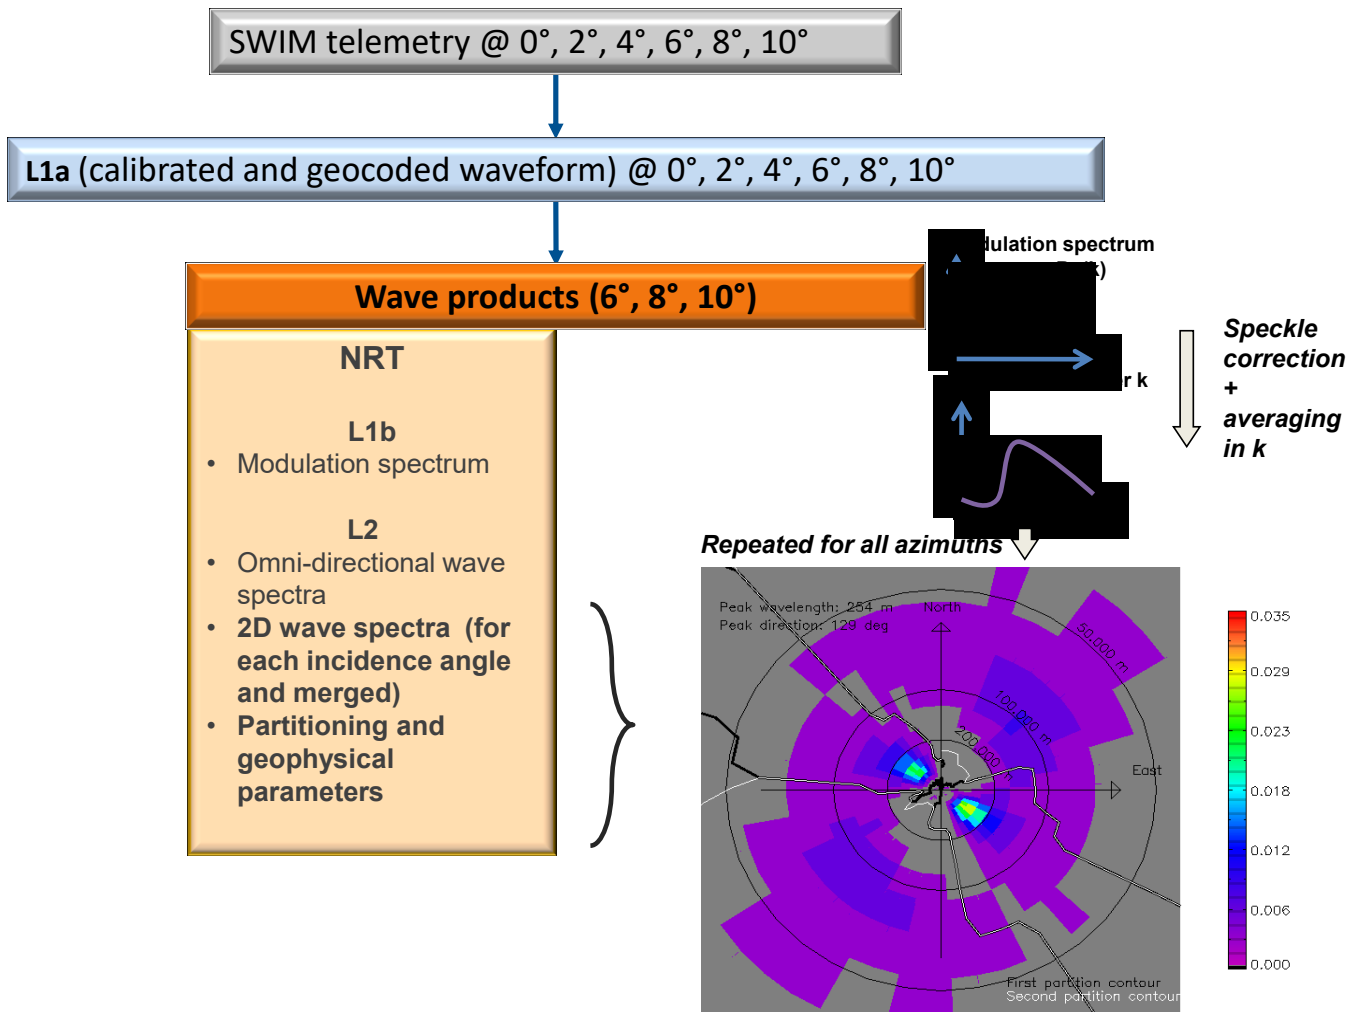 SWIM telemetry @ 0°, 2°, 4°, 6°, 8°, 10°
L1a (calibrated and geocoded waveform) @ 0°, 2°, 4°, 6°, 8°, 10°
Wave products (6°, 8°, 10°)
NRT
L1b
• Modulation spectrum
L2
• Omni-directional wave
spectra
• 2D wave spectra (for
each incidence angle
and merged)
• Partitioning and
geophysical
parameters
dulation spectrum
k)
r k
Speckle
correction
+
averaging
in k
Repeated for all azimuths
Peak wavelength: 254 m
Peak direction: 129 deg
North
50.000 m
100.000 m
200.000 m
East
First partition contour
Second partition contour
0.035
0.029
0.023
0.018
0.012
0.006
0.000